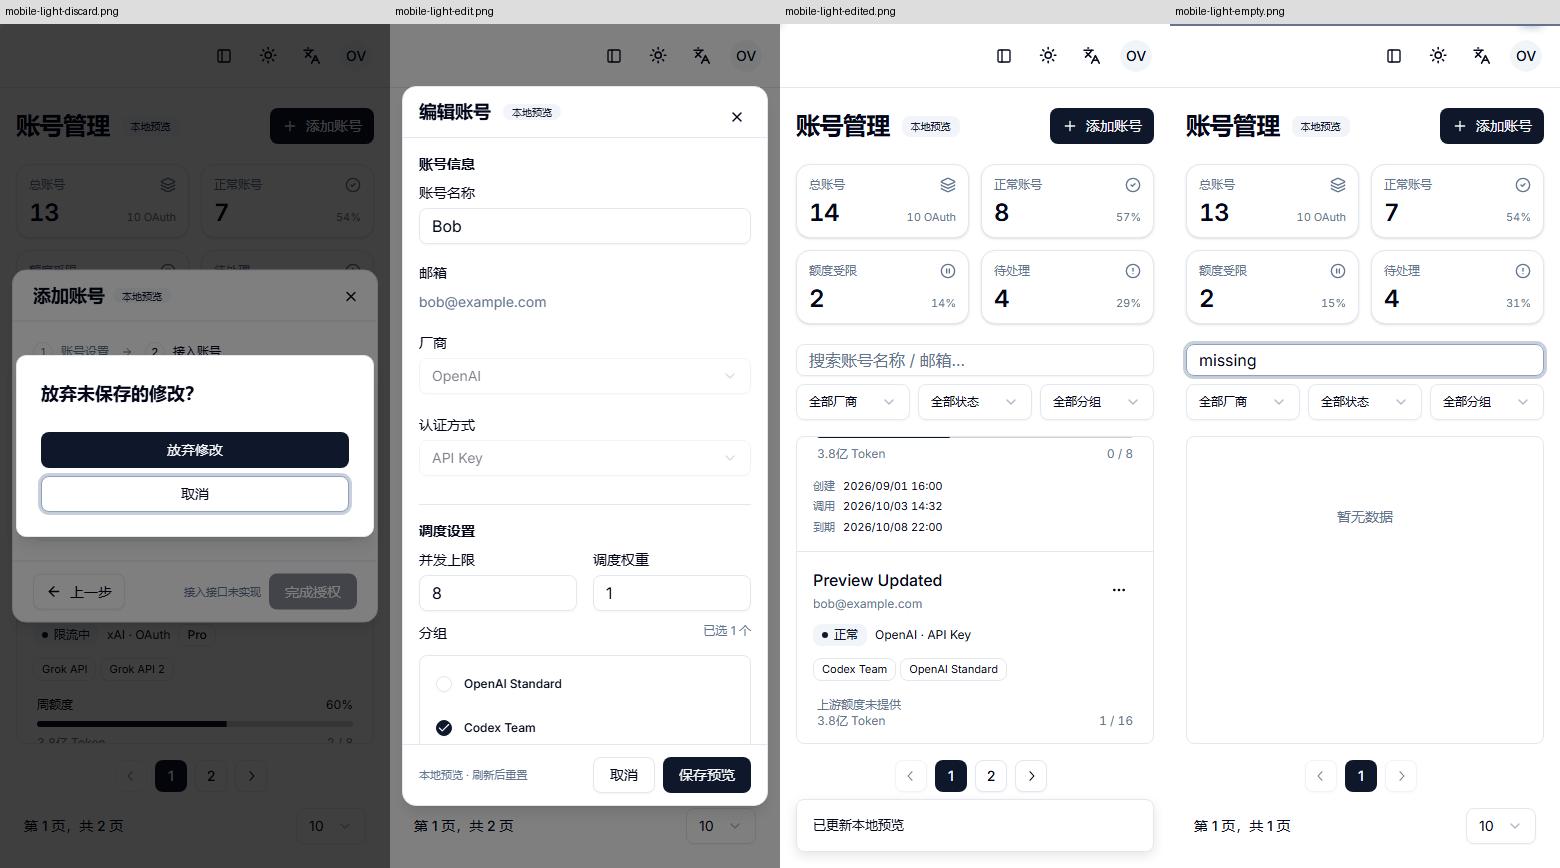 mobile-light-discard.png
OV
账号管理 本地预览 添加账号
总账号
13 10 OAuth
正常账号
7 54%
额度受限
添加账号 本地预览
1 账号设置 → 2 接入账号
放弃未保存的修改?
放弃修改
取消
上一步 接入接口未实现 完成授权
限流中 xAI · OAuth Pro
Grok API Grok API 2
周额度 60%
3.8亿 Token 2 / 8
1 2
第 1 页，共 2 页 10
mobile-light-edit.png
OV
编辑账号 本地预览
账号信息
账号名称
Bob
邮箱
bob@example.com
厂商
OpenAI
认证方式
API Key
调度设置
并发上限 调度权重
8 1
分组 已选 1 个
OpenAI Standard
Codex Team
本地预览 · 刷新后重置 取消 保存预览
第 1 页，共 2 页 10
mobile-light-edited.png
OV
账号管理 本地预览 添加账号
总账号
14 10 OAuth
正常账号
8 57%
额度受限
2 14%
待处理
4 29%
搜索账号名称 / 邮箱...
全部厂商 全部状态 全部分组
3.8亿 Token 0 / 8
创建 2026/09/01 16:00
调用 2026/10/03 14:32
到期 2026/10/08 22:00
Preview Updated ...
bob@example.com
正常 OpenAI · API Key
Codex Team OpenAI Standard
上游额度未提供
3.8亿 Token 1 / 16
1 2
已更新本地预览
mobile-light-empty.png
OV
账号管理 本地预览 添加账号
总账号
13 10 OAuth
正常账号
7 54%
额度受限
2 15%
待处理
4 31%
missing
全部厂商 全部状态 全部分组
暂无数据
1
第 1 页，共 1 页 10